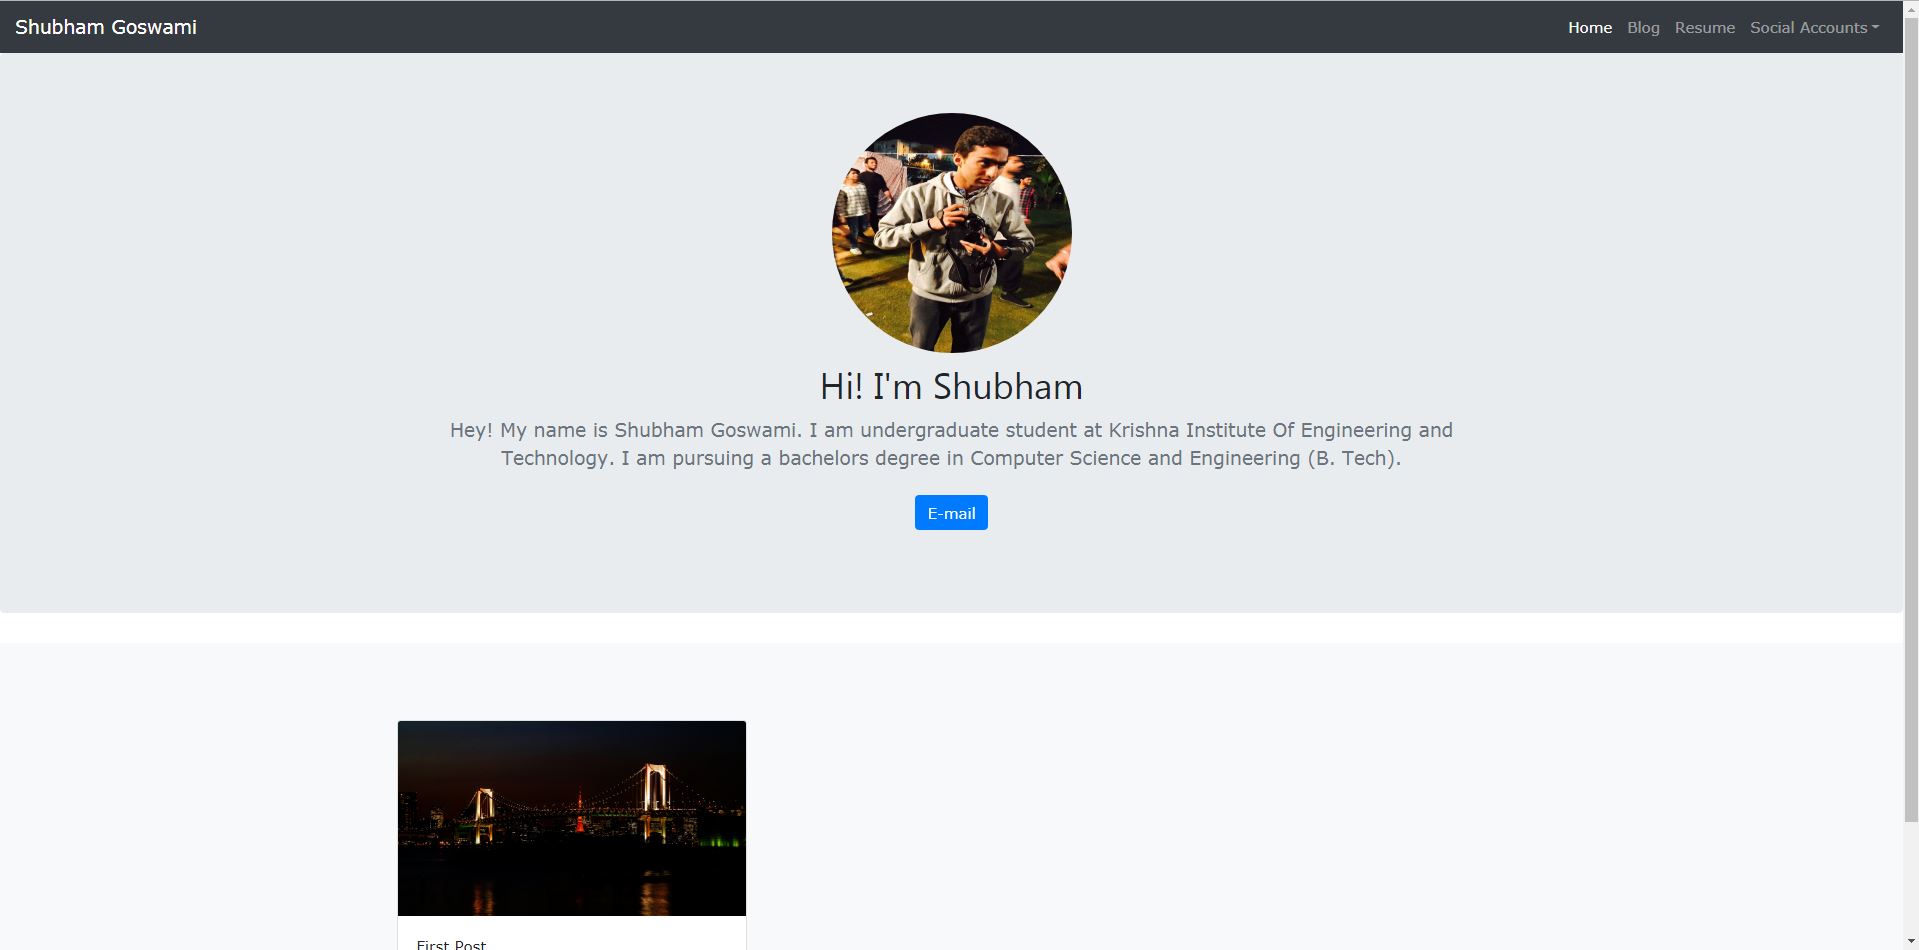 Shubham Goswami
Home Blog Resume Social Accounts
Hi! I'm Shubham
Hey! My name is Shubham Goswami. I am undergraduate student at Krishna Institute Of Engineering and
Technology. I am pursuing a bachelors degree in Computer Science and Engineering (B. Tech).
E-mail
First Post